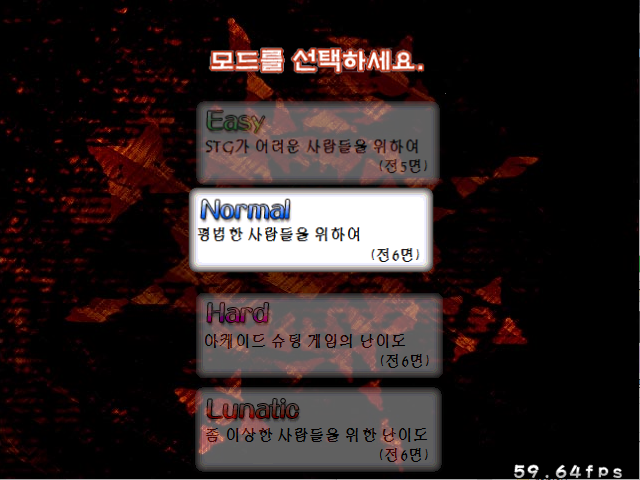 모드를 선택하세요.
Easy
STG가 어려운 사람들을 위하여
(전5면)
Normal
평범한 사람들을 위하여
(전6면)
Hard
아케이드 슈팅 게임의 난이도
(전6면)
Lunatic
좀 이상한 사람들을 위한 난이도
(전6면)
59.64fps